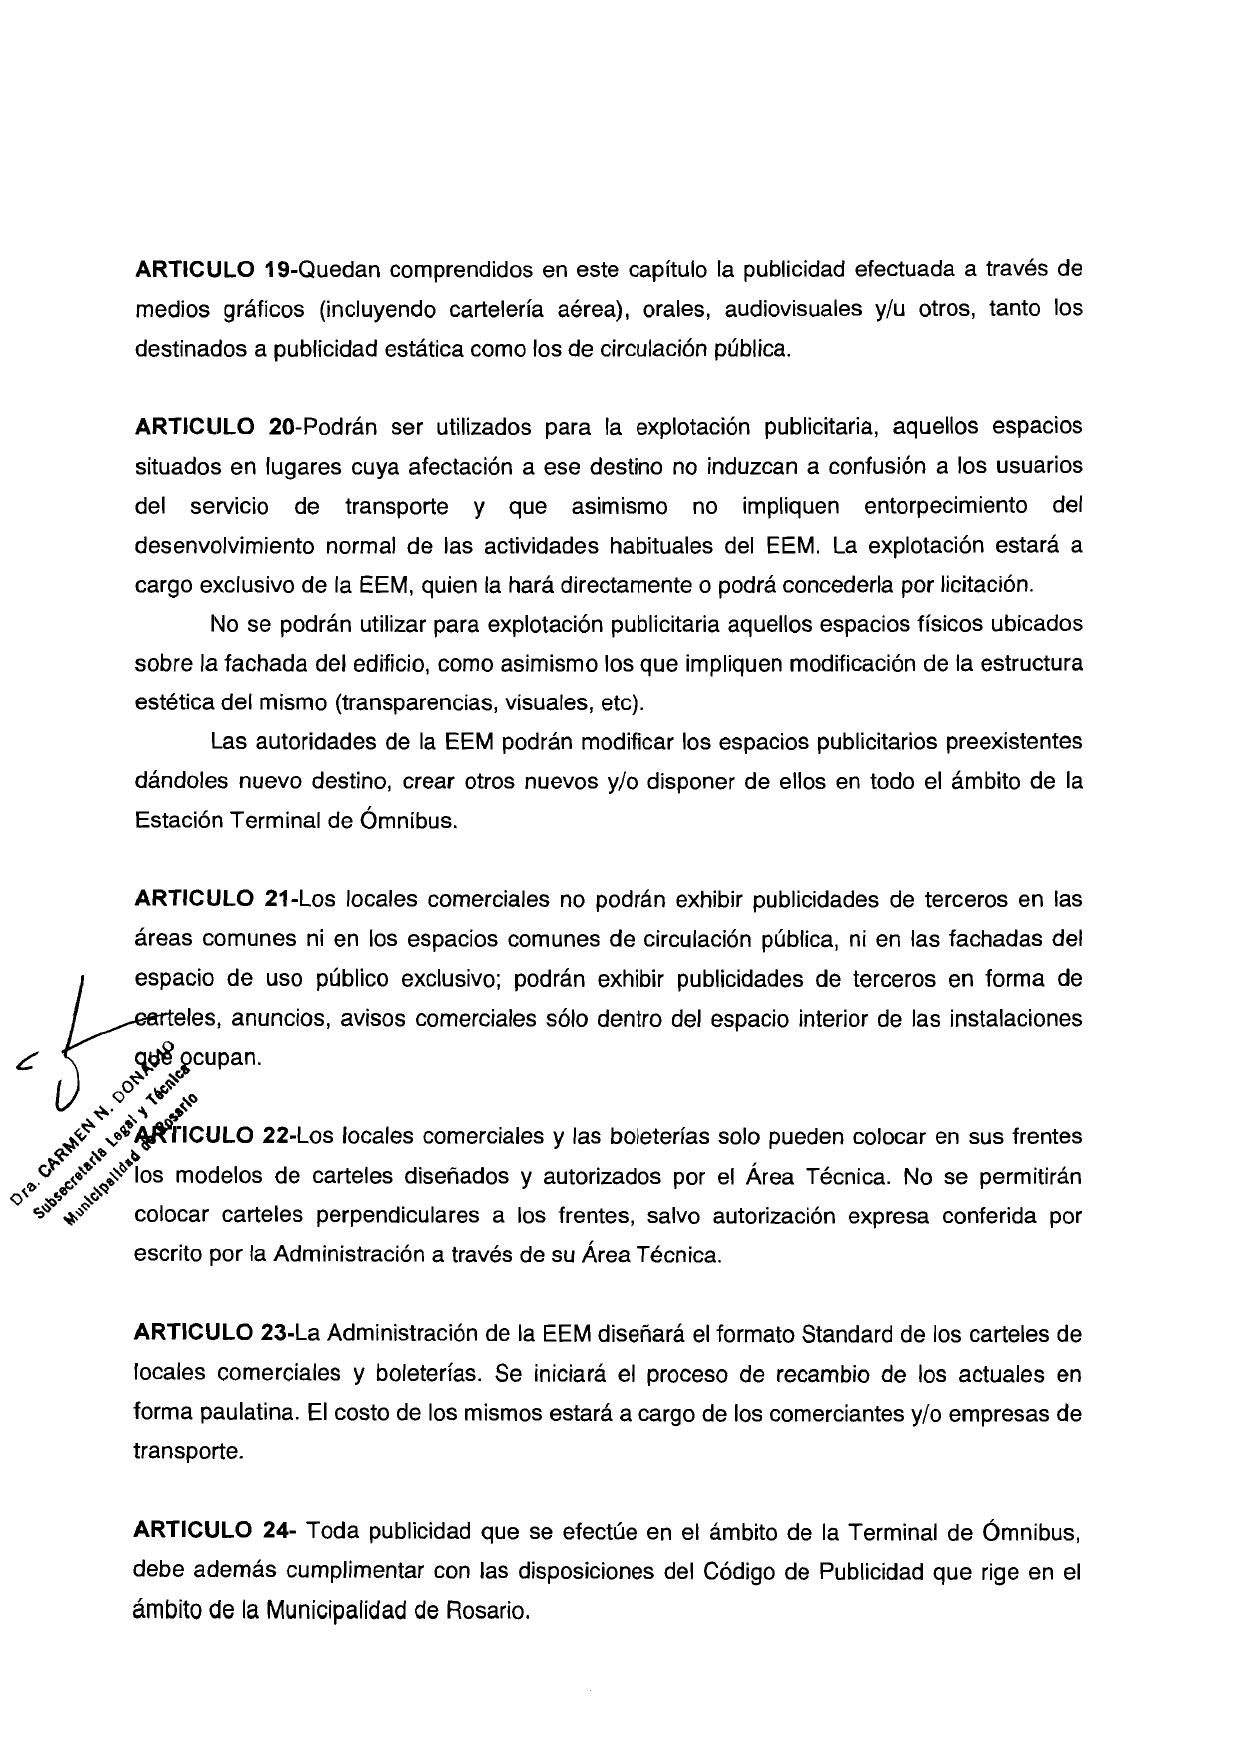 ARTICULO 19-Quedan comprendidos en este capítulo la publicidad efectuada a través de
medios gráficos (incluyendo cartelería aérea), orales, audiovisuales y/u otros, tanto los
destinados a publicidad estática como los de circulación pública.
ARTICULO 20-Podrán ser utilizados para la explotación publicitaria, aquellos espacios
situados en lugares cuya afectación a ese destino no induzcan a confusión a los usuarios
del servicio de transporte y que asimismo no impliquen entorpecimiento del
desenvolvimiento normal de las actividades habituales del EEM. La explotación estará a
cargo exclusivo de la EEM, quien la hará directamente o podrá concederla por licitación.
No se podrán utilizar para explotación publicitaria aquellos espacios físicos ubicados
sobre la fachada del edificio, como asimismo los que impliquen modificación de la estructura
estética del mismo (transparencias, visuales, etc).
Las autoridades de la EEM podrán modificar los espacios publicitarios preexistentes
dándoles nuevo destino, crear otros nuevos y/o disponer de ellos en todo el ámbito de la
Estación Terminal de Ómnibus.
ARTICULO 21-Los locales comerciales no podrán exhibir publicidades de terceros en las
áreas comunes ni en los espacios comunes de circulación pública, ni en las fachadas del
espacio de uso público exclusivo; podrán exhibir publicidades de terceros en forma de
carteles, anuncios, avisos comerciales sólo dentro del espacio interior de las instalaciones
que ocupan.
Dra. CARMEN N. DONADIO
Subsecretaria Legal y Técnica
Municipalidad de Rosario
ARTICULO 22-Los locales comerciales y las boleterías solo pueden colocar en sus frentes
los modelos de carteles diseñados y autorizados por el Área Técnica. No se permitirán
colocar carteles perpendiculares a los frentes, salvo autorización expresa conferida por
escrito por la Administración a través de su Área Técnica.
ARTICULO 23-La Administración de la EEM diseñará el formato Standard de los carteles de
locales comerciales y boleterías. Se iniciará el proceso de recambio de los actuales en
forma paulatina. El costo de los mismos estará a cargo de los comerciantes y/o empresas de
transporte.
ARTICULO 24- Toda publicidad que se efectúe en el ámbito de la Terminal de Ómnibus,
debe además cumplimentar con las disposiciones del Código de Publicidad que rige en el
ámbito de la Municipalidad de Rosario.